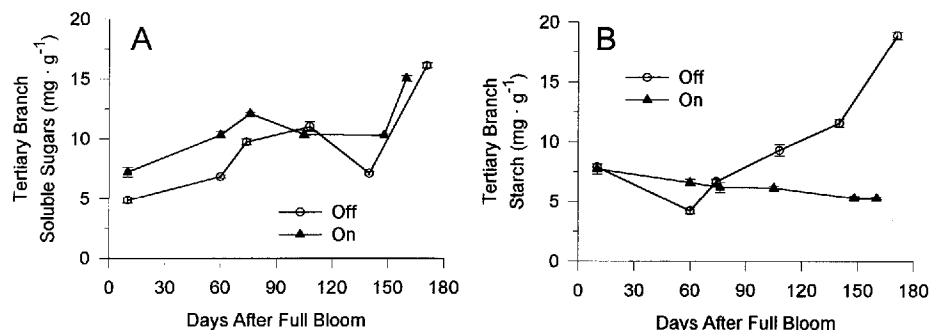 A
Tertiary Branch
Soluble Sugars (mg · g⁻¹)
20
15
10
5
0
Off
On
0 30 60 90 120 150 180
Days After Full Bloom
B
Tertiary Branch
Starch (mg · g⁻¹)
20
15
10
5
0
Off
On
0 30 60 90 120 150 180
Days After Full Bloom